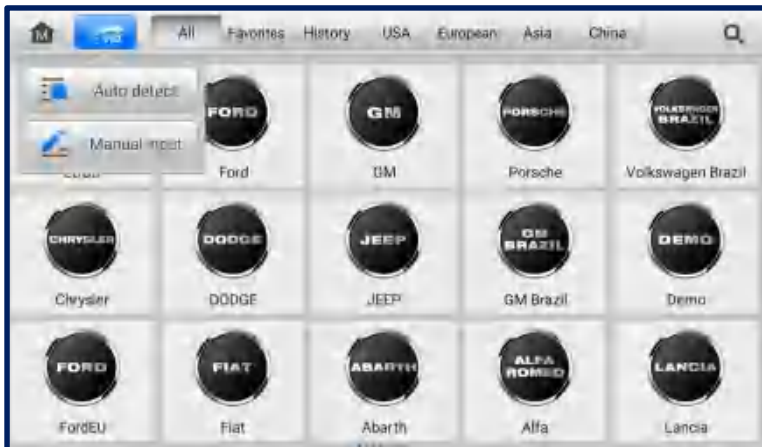 All Favorites History USA European Asia China
Auto detect
Manual input
FORD GM PORSCHE VOLKSWAGEN BRAZIL
Ford GM Porsche Volkswagen Brazil
CHRYSLER DODGE JEEP GM BRAZIL DEMO
Chrysler DODGE JEEP GM Brazil Demo
FORD FIAT ABARTH ALFA ROMEO LANCIA
FordEU Fiat Abarth Alfa Lancia